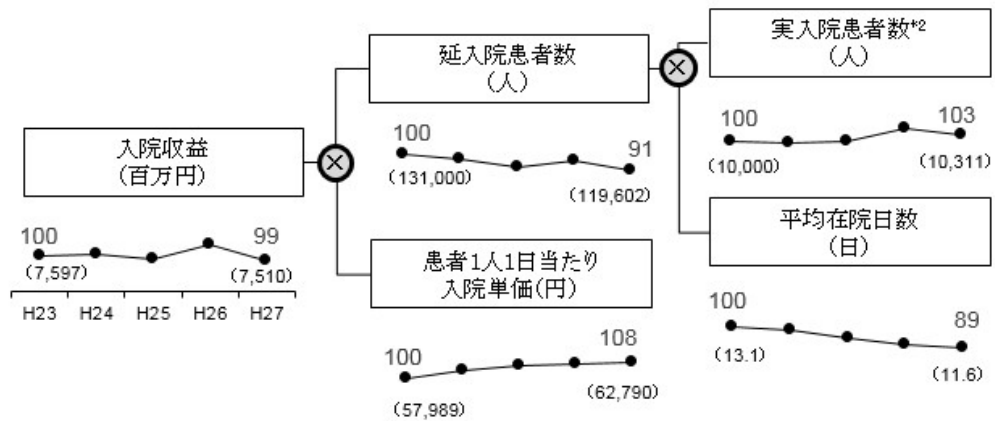 入院収益
(百万円)
100
99
(7,597)
(7,510)
H23 H24 H25 H26 H27
延入院患者数
(人)
100
91
(131,000)
(119,602)
患者1人1日当たり
入院単価(円)
100
108
(57,989)
(62,790)
実入院患者数*2
(人)
100
103
(10,000)
(10,311)
平均在院日数
(日)
100
89
(13.1)
(11.6)